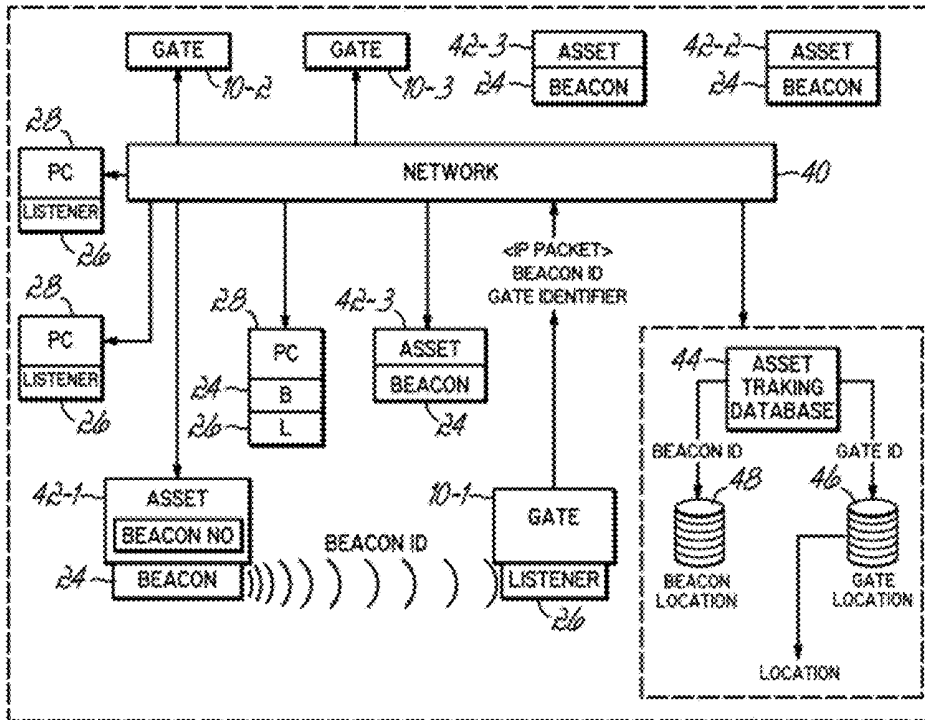 GATE
10-2
GATE
10-3
42-3
ASSET
24
BEACON
42-2
ASSET
24
BEACON
28
PC
LISTENER
26
NETWORK
40
28
PC
LISTENER
26
28
PC
24
B
26
L
42-3
ASSET
BEACON
24
<IP PACKET>
BEACON ID
GATE IDENTIFIER
42-1
ASSET
BEACON NO
24
BEACON
BEACON ID
10-1
GATE
LISTENER
26
44
ASSET
TRAKING
DATABASE
BEACON ID
GATE ID
48
BEACON
LOCATION
46
GATE
LOCATION
LOCATION